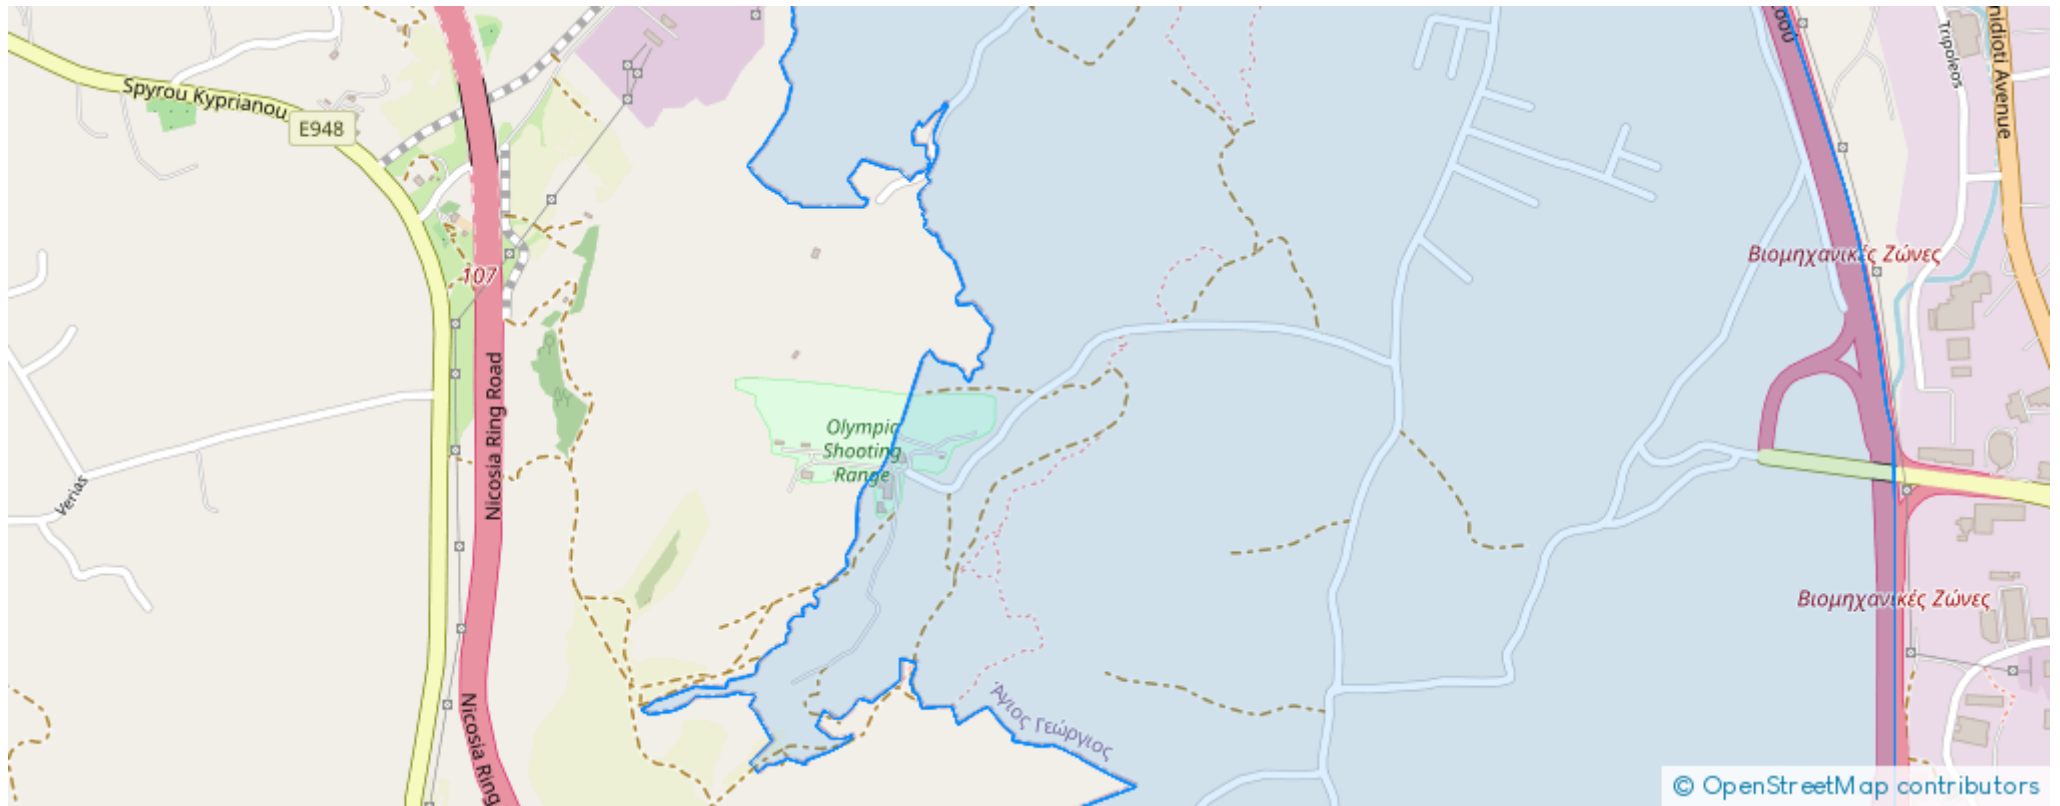 Spyrou Kyprianou
E948
107
Nicosia Ring Road
Nicosia Ring
Verias
Olympic
Shooting
Range
Άγιος Γεώργιος
Tripoleos
Avenue
Βιομηχανικές Ζώνες
Βιομηχανικές Ζώνες
© OpenStreetMap contributors